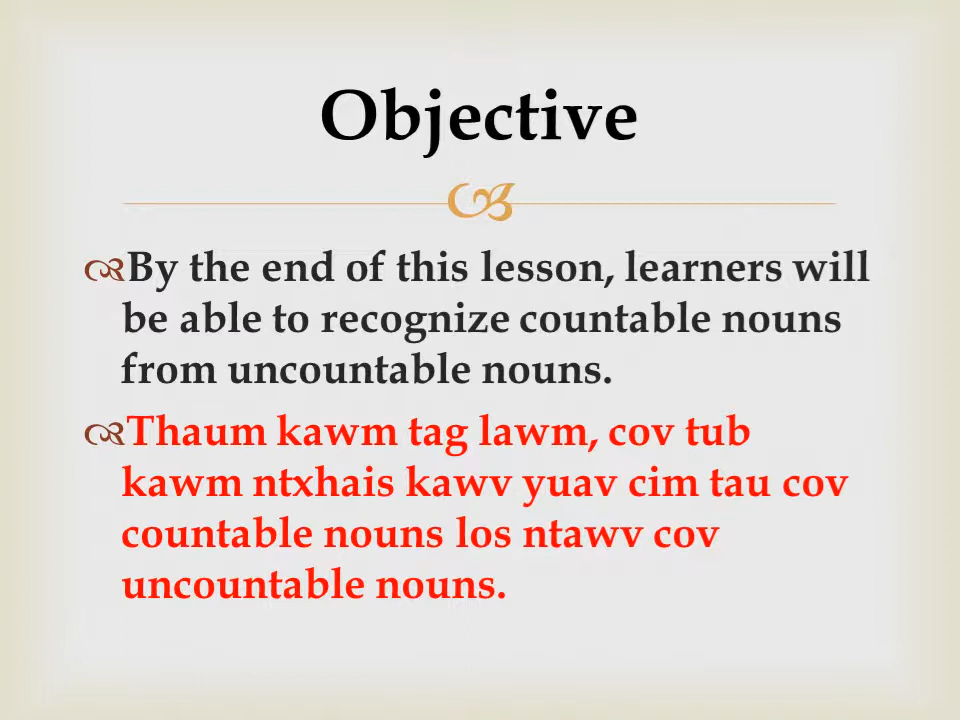 Objective
By the end of this lesson, learners will
be able to recognize countable nouns
from uncountable nouns.
Thaum kawm tag lawm, cov tub
kawm ntxhais kawv yuav cim tau cov
countable nouns los ntawv cov
uncountable nouns.